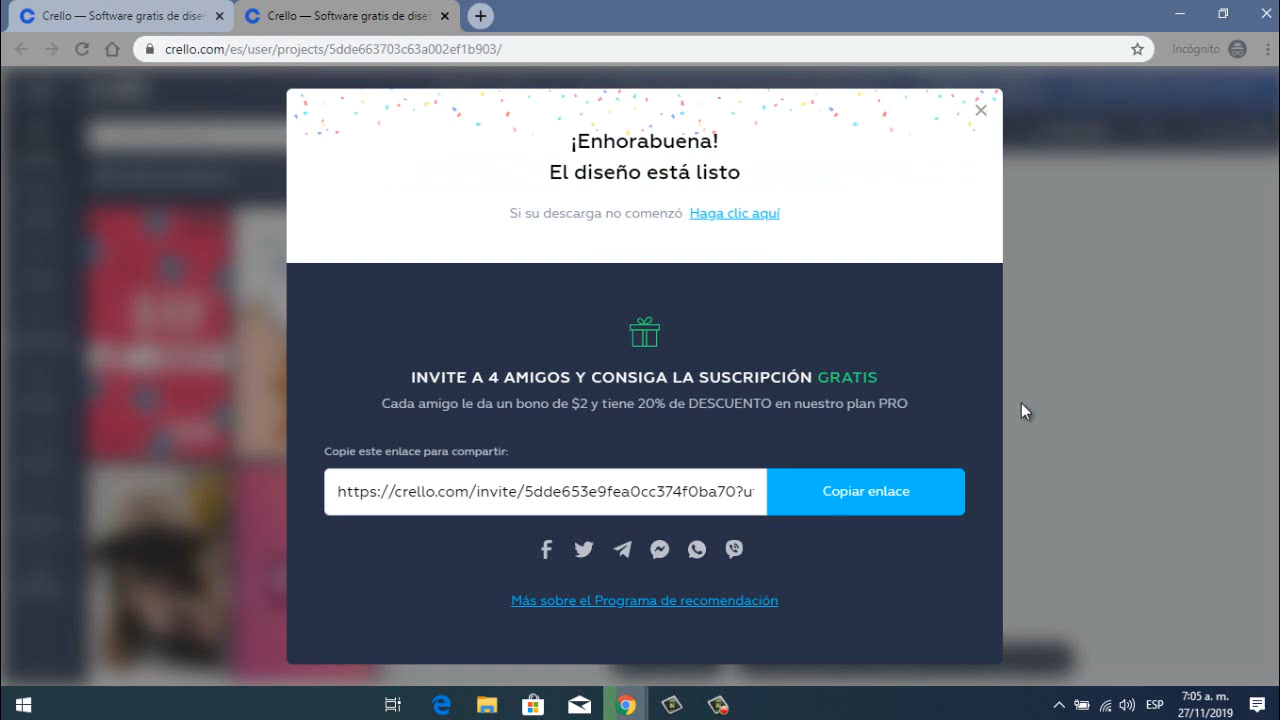 Crello — Software gratis de dise
Crello — Software gratis de dise
crello.com/es/user/projects/5dde663703c63a002ef1b903/
Incógnito
¡Enhorabuena!
El diseño está listo
Si su descarga no comenzó Haga clic aquí
INVITE A 4 AMIGOS Y CONSIGA LA SUSCRIPCIÓN GRATIS
Cada amigo le da un bono de $2 y tiene 20% de DESCUENTO en nuestro plan PRO
Copie este enlace para compartir:
https://crello.com/invite/5dde653e9fea0cc374f0ba70?u
Copiar enlace
Más sobre el Programa de recomendación
ESP
7:05 a. m.
27/11/2019